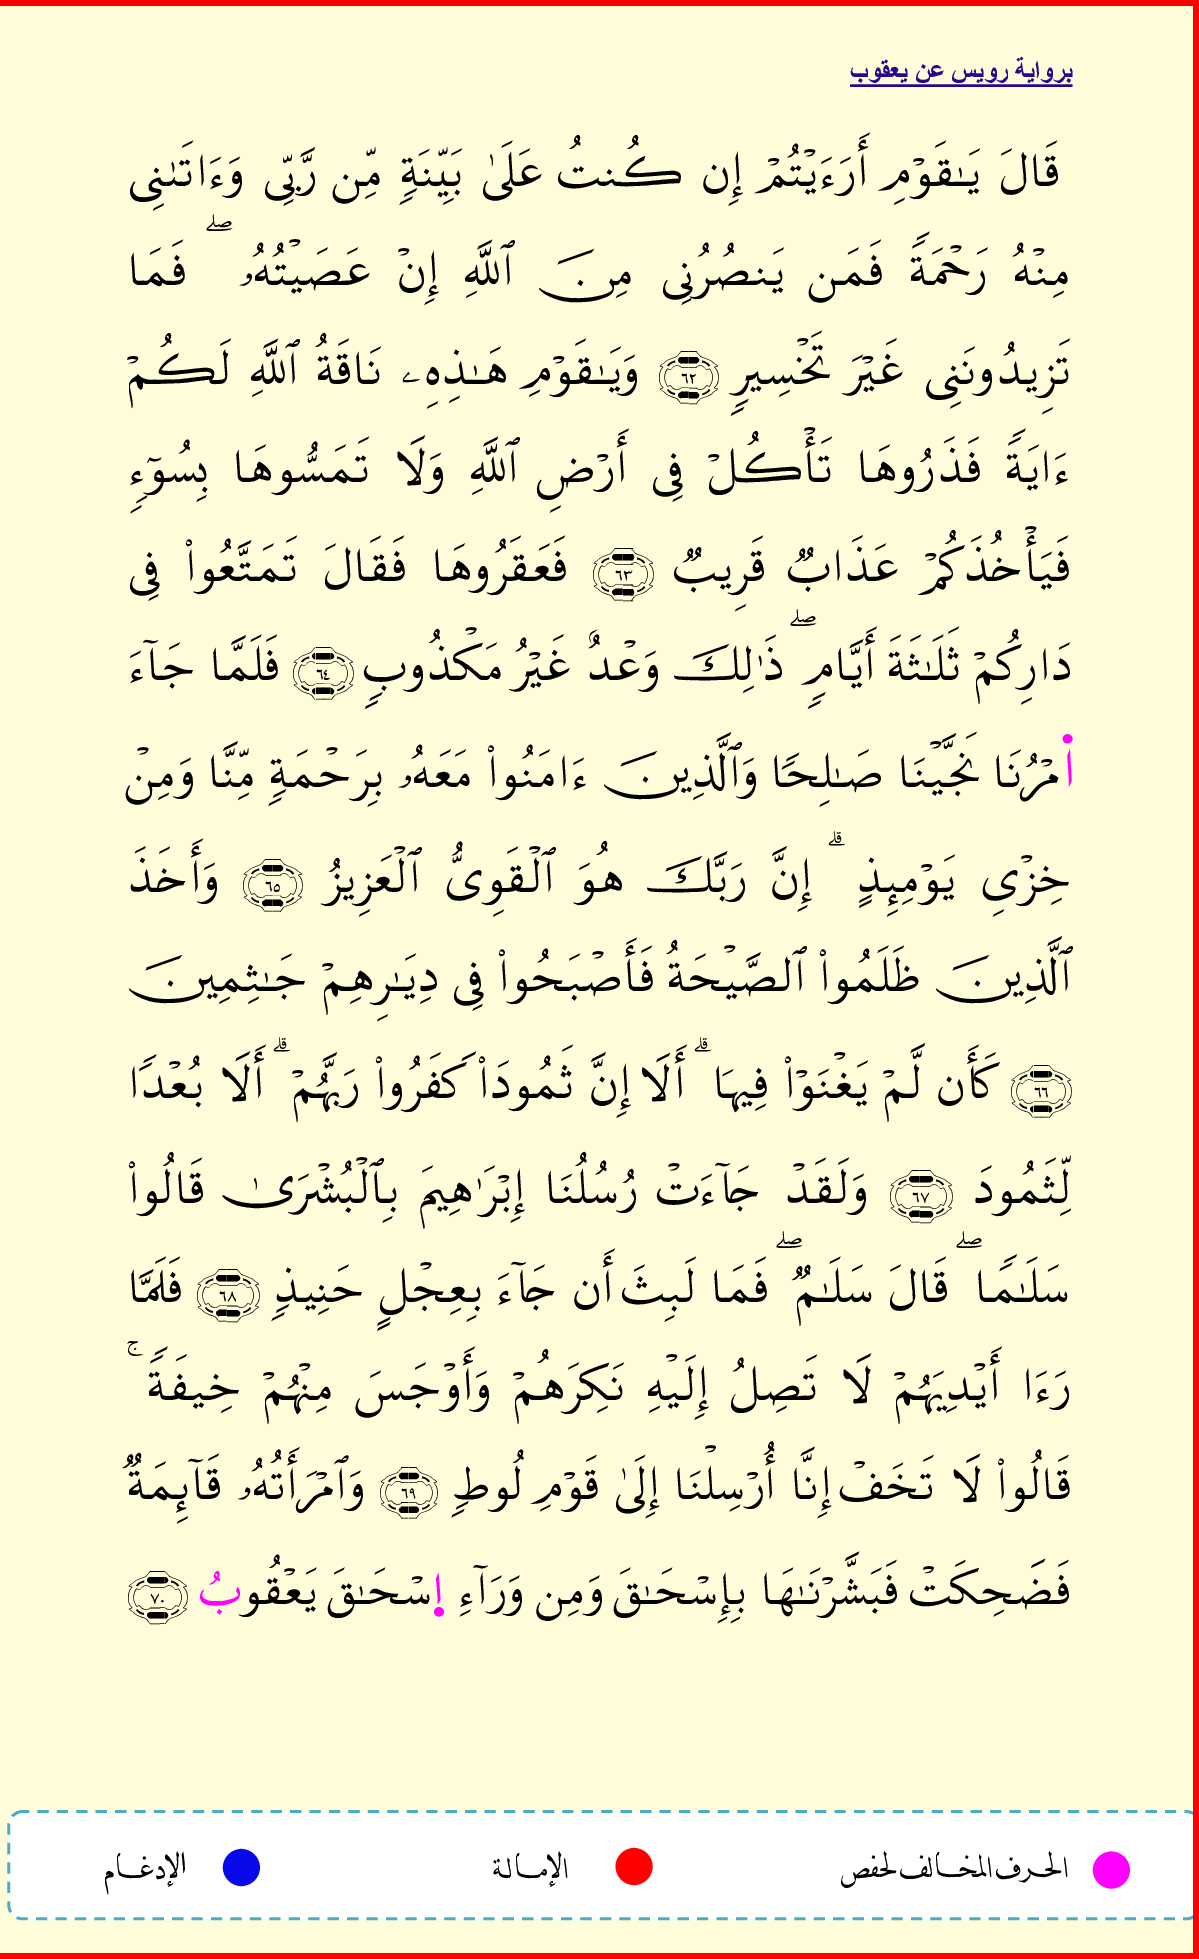 برواية رويس عن يعقوب
قَالَ يَـٰقَوْمِ أَرَءَيْتُمْ إِن كُنتُ عَلَىٰ بَيِّنَةٍ مِّن رَّبِّى وَءَاتَىٰنِى
مِنْهُ رَحْمَةً فَمَن يَنصُرُنِى مِنَ ٱللَّهِ إِنْ عَصَيْتُهُۥ ۖ فَمَا
تَزِيدُونَنِى غَيْرَ تَخْسِيرٍ ٦٢ وَيَـٰقَوْمِ هَـٰذِهِۦ نَاقَةُ ٱللَّهِ لَكُمْ
ءَايَةً فَذَرُوهَا تَأْكُلْ فِى أَرْضِ ٱللَّهِ وَلَا تَمَسُّوهَا بِسُوٓءٍ
فَيَأْخُذَكُمْ عَذَابٌ قَرِيبٌ ٦٣ فَعَقَرُوهَا فَقَالَ تَمَتَّعُوا۟ فِى
دَارِكُمْ ثَلَـٰثَةَ أَيَّامٍ ۖ ذَٰلِكَ وَعْدٌ غَيْرُ مَكْذُوبٍ ٦٤ فَلَمَّا جَآءَ
امْرُنَا نَجَّيْنَا صَـٰلِحًا وَٱلَّذِينَ ءَامَنُوا۟ مَعَهُۥ بِرَحْمَةٍ مِّنَّا وَمِنْ
خِزْىِ يَوْمِئِذٍ ۗ إِنَّ رَبَّكَ هُوَ ٱلْقَوِىُّ ٱلْعَزِيزُ ٦٥ وَأَخَذَ
ٱلَّذِينَ ظَلَمُوا۟ ٱلصَّيْحَةُ فَأَصْبَحُوا۟ فِى دِيَـٰرِهِمْ جَـٰثِمِينَ
٦٦ كَأَن لَّمْ يَغْنَوْا۟ فِيهَا ۗ أَلَا إِنَّ ثَمُودَا۟ كَفَرُوا۟ رَبَّهُمْ ۗ أَلَا بُعْدًا
لِّثَمُودَ ٦٧ وَلَقَدْ جَآءَتْ رُسُلُنَا إِبْرَٰهِيمَ بِٱلْبُشْرَىٰ قَالُوا۟
سَلَـٰمًا ۖ قَالَ سَلَـٰمٌ ۖ فَمَا لَبِثَ أَن جَآءَ بِعِجْلٍ حَنِيذٍ ٦٨ فَلَمَّا
رَءَا أَيْدِيَهُمْ لَا تَصِلُ إِلَيْهِ نَكِرَهُمْ وَأَوْجَسَ مِنْهُمْ خِيفَةً ۚ
قَالُوا۟ لَا تَخَفْ إِنَّا أُرْسِلْنَا إِلَىٰ قَوْمِ لُوطٍ ٦٩ وَٱمْرَأَتُهُۥ قَآئِمَةٌ
فَضَحِكَتْ فَبَشَّرْنَـٰهَا بِإِسْحَـٰقَ وَمِن وَرَآءِ اِسْحَـٰقَ يَعْقُوبُ ٧٠
الحرف المخالف لحفص الإمالة الإدغام